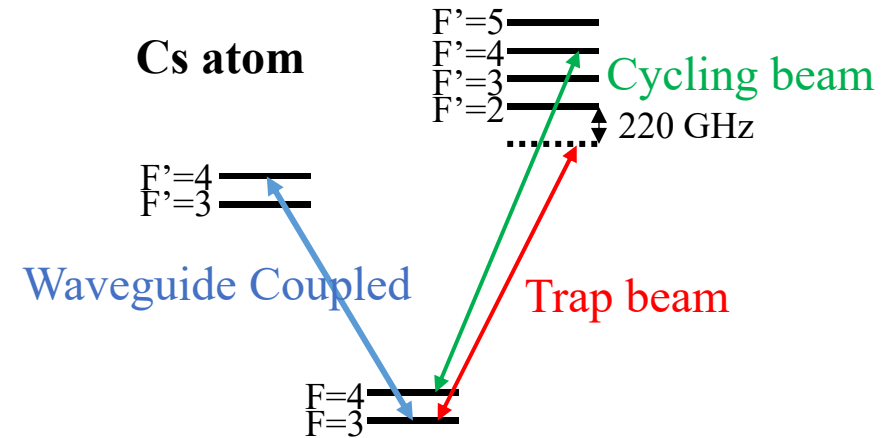 Cs atom
F'=5
F'=4
F'=3
F'=2
Cycling beam
220 GHz
F'=4
F'=3
Waveguide Coupled
Trap beam
F=4
F=3